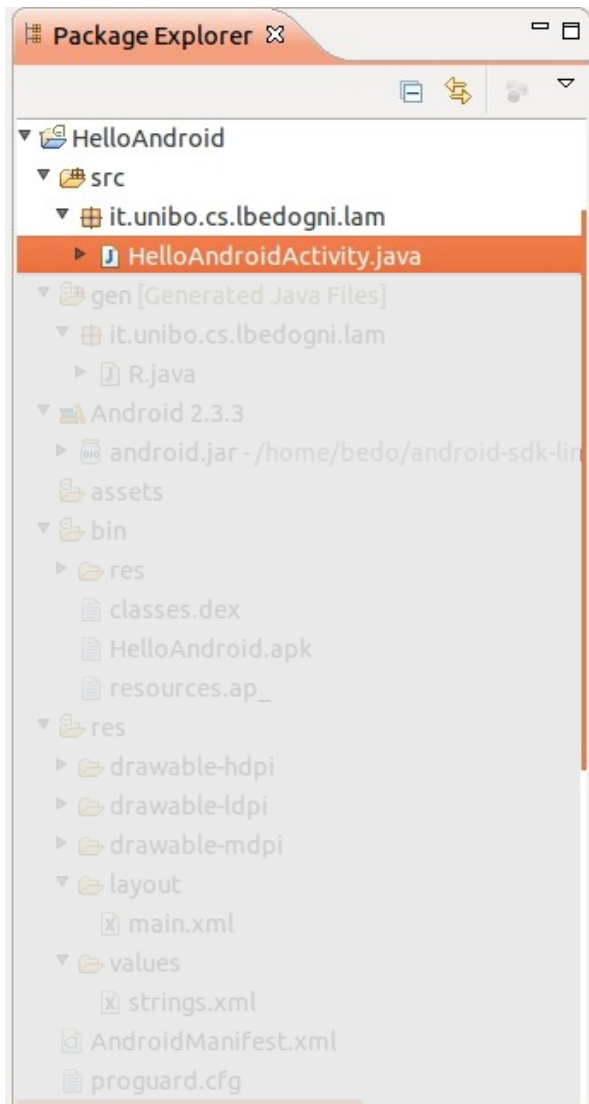 Package Explorer
HelloAndroid
src
it.unibo.cs.lbedogni.lam
HelloAndroidActivity.java
gen [Generated Java Files]
it.unibo.cs.lbedogni.lam
R.java
Android 2.3.3
android.jar - /home/bedo/android-sdk-lin
assets
bin
res
classes.dex
HelloAndroid.apk
resources.ap_
res
drawable-hdpi
drawable-ldpi
drawable-mdpi
layout
main.xml
values
strings.xml
AndroidManifest.xml
proguard.cfg